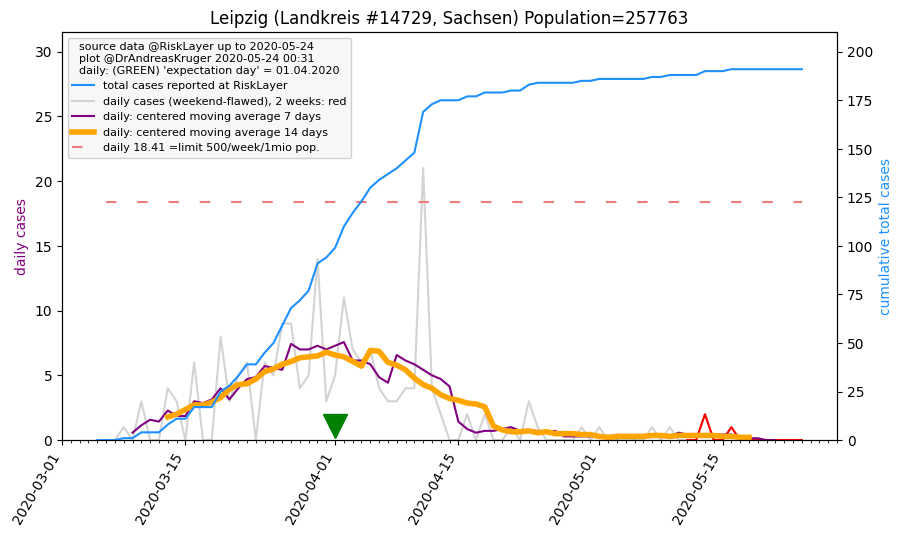 Leipzig (Landkreis #14729, Sachsen) Population=257763
source data @RiskLayer up to 2020-05-24
plot @DrAndreasKruger 2020-05-24 00:31
daily: (GREEN) 'expectation day' = 01.04.2020
total cases reported at RiskLayer
daily cases (weekend-flawed), 2 weeks: red
daily: centered moving average 7 days
daily: centered moving average 14 days
daily 18.41 =limit 500/week/1mio pop.
daily cases
30
25
20
15
10
5
0
cumulative total cases
200
175
150
125
100
75
50
25
0
2020-03-01
2020-03-15
2020-04-01
2020-04-15
2020-05-01
2020-05-15